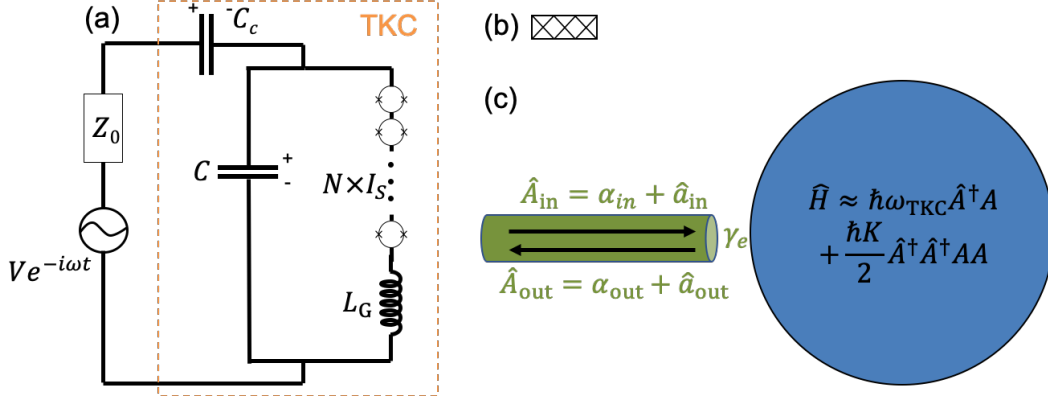 (a)
+
-
C_c
TKC
Z_0
C
+
-
N×I_S
Ve^{-iωt}
L_G
(b)
(c)
Â_in = α_in + â_in
γ_e
Â_out = α_out + â_out
Ĥ ≈ ħω_TKC Â†A
+ ħK/2 Â†Â†AA